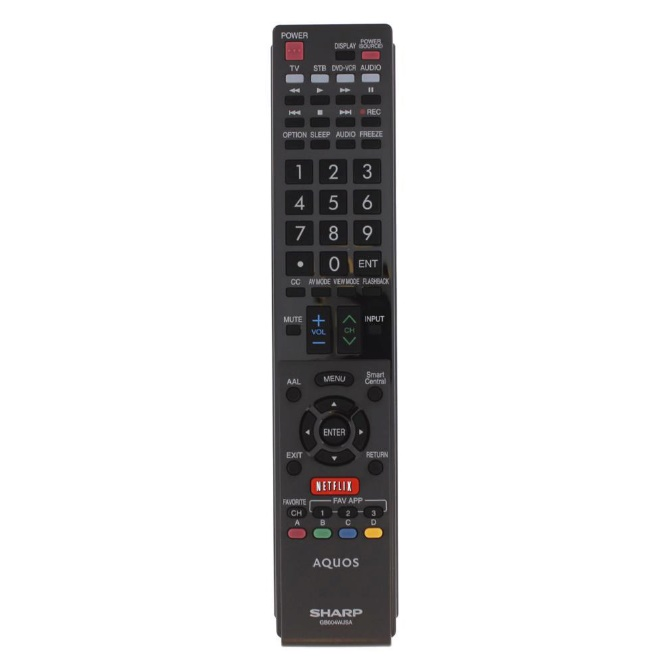 POWER
DISPLAY POWER (SOURCE)
TV STB DVD•VCR AUDIO
REC
OPTION SLEEP AUDIO FREEZE
1 2 3
4 5 6
7 8 9
• 0 ENT
CC AV MODE VIEW MODE FLASHBACK
MUTE + VOL − CH INPUT
AAL MENU Smart Central
ENTER
EXIT RETURN
NETFLIX
FAVORITE FAV APP
CH 1 2 3
A B C D
AQUOS
SHARP
GB604WJSA